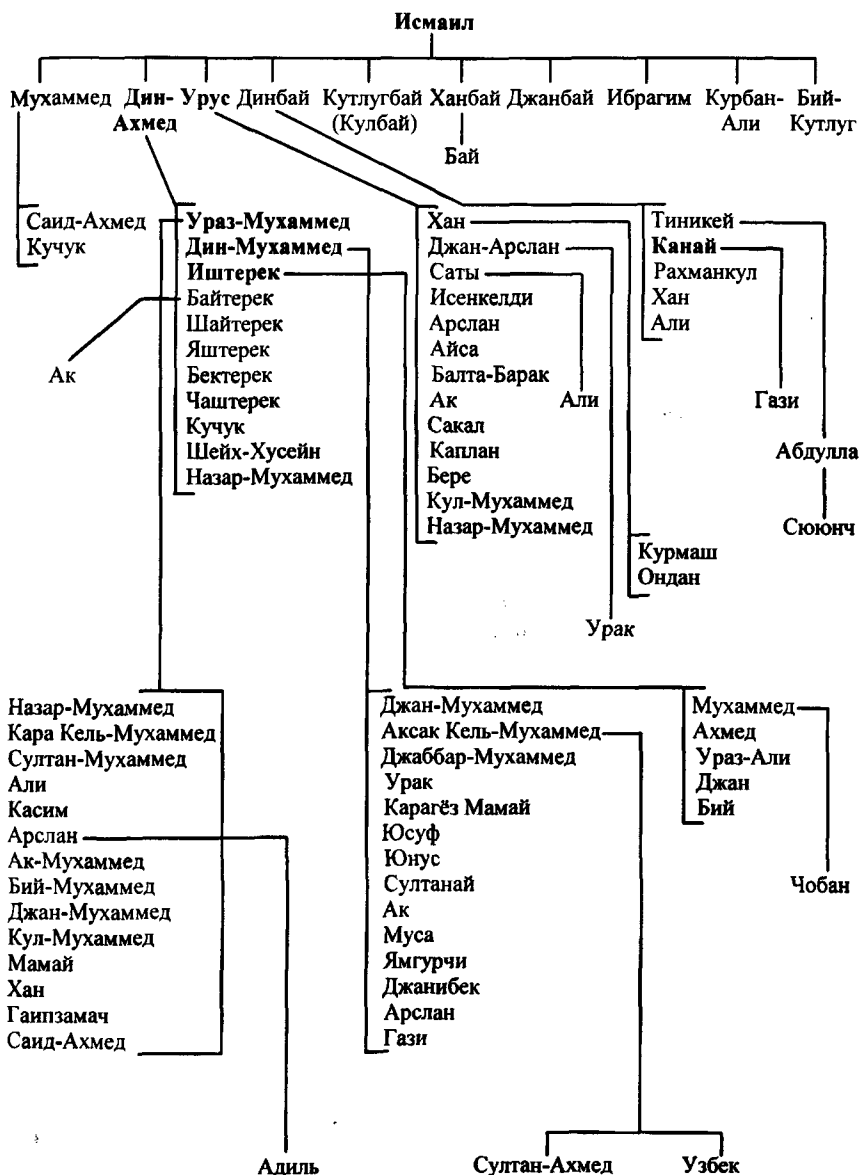 Исмаил
Мухаммед
Дин-
Ахмед
Урус
Динбай
Кутлугбай
(Кулбай)
Ханбай
Джанбай
Ибрагим
Курбан-
Али
Бий-
Кутлуг
Бай
Саид-Ахмед
Кучук
Ураз-Мухаммед
Дин-Мухаммед
Иштерек
Байтерек
Шайтерек
Яштерек
Бектерек
Чаштерек
Кучук
Шейх-Хусейн
Назар-Мухаммед
Ак
Хан
Джан-Арслан
Саты
Исенкелди
Арслан
Айса
Балта-Барак
Ак
Сакал
Каплан
Бере
Кул-Мухаммед
Назар-Мухаммед
Али
Тиникей
Канай
Рахманкул
Хан
Али
Гази
Абдулла
Сююнч
Курмаш
Ондан
Урак
Назар-Мухаммед
Кара Кель-Мухаммед
Султан-Мухаммед
Али
Касим
Арслан
Ак-Мухаммед
Бий-Мухаммед
Джан-Мухаммед
Кул-Мухаммед
Мамай
Хан
Гаипзамач
Саид-Ахмед
Джан-Мухаммед
Аксак Кель-Мухаммед
Джаббар-Мухаммед
Урак
Карагёз Мамай
Юсуф
Юнус
Султанай
Ак
Муса
Ямгурчи
Джанибек
Арслан
Гази
Мухаммед
Ахмед
Ураз-Али
Джан
Бий
Чобан
Адиль
Султан-Ахмед
Узбек